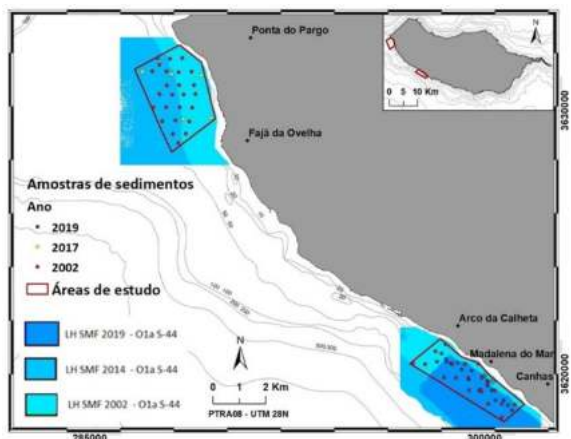 Ponta do Pargo
N
0 5 10 Km
3630000
Fajã da Ovelha
Amostras de sedimentos
Ano
2019
2017
2002
Áreas de estudo
LH SMF 2019 - O1a S-44
LH SMF 2014 - O1a S-44
LH SMF 2002 - O1a S-44
N
0 1 2 Km
PTRA08 - UTM 28N
Arco da Calheta
Madalena do Mar
Canhas
3620000
285000
300000